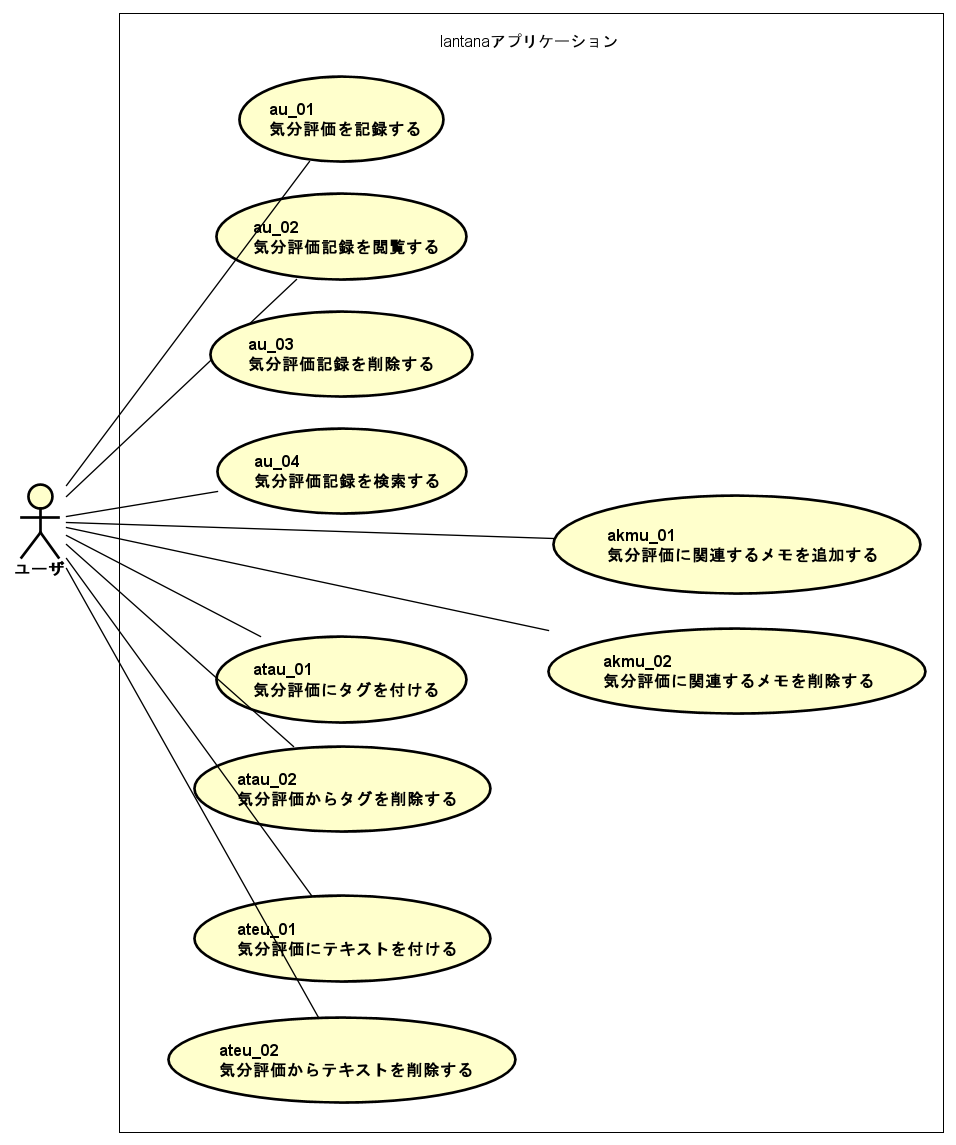 lantanaアプリケーション
au_01
気分評価を記録する
au_02
気分評価記録を閲覧する
au_03
気分評価記録を削除する
au_04
気分評価記録を検索する
akmu_01
気分評価に関連するメモを追加する
ユーザ
akmu_02
気分評価に関連するメモを削除する
atau_01
気分評価にタグを付ける
atau_02
気分評価からタグを削除する
ateu_01
気分評価にテキストを付ける
ateu_02
気分評価からテキストを削除する